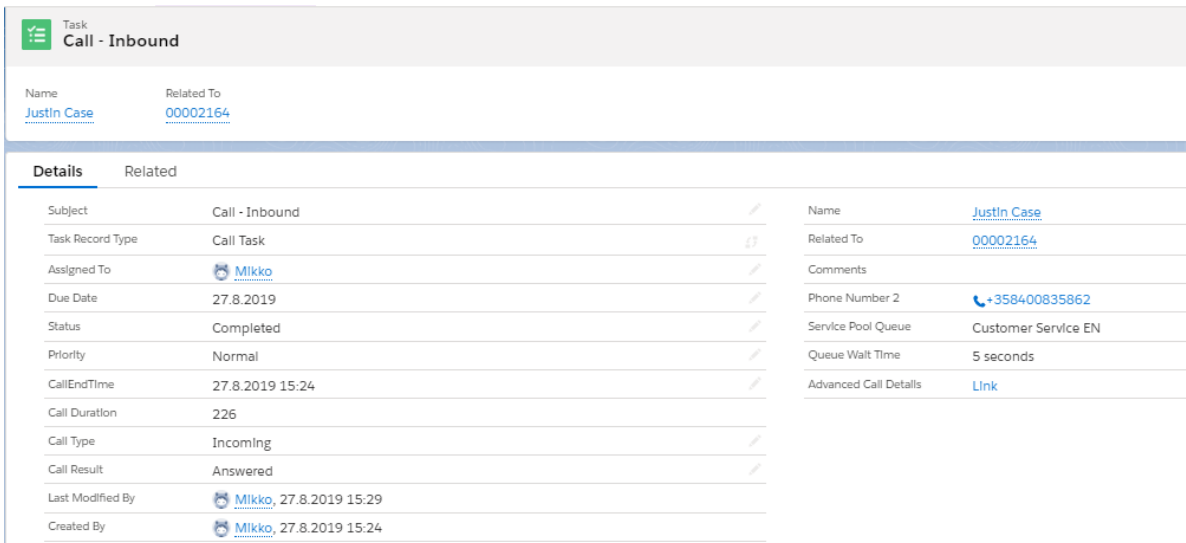 Task
Call - Inbound
Name Related To
Justin Case 00002164
Details Related
Subject Call - Inbound
Task Record Type Call Task
Assigned To Mikko
Due Date 27.8.2019
Status Completed
Priority Normal
CallEndTime 27.8.2019 15:24
Call Duration 226
Call Type Incoming
Call Result Answered
Last Modified By Mikko, 27.8.2019 15:29
Created By Mikko, 27.8.2019 15:24
Name Justin Case
Related To 00002164
Comments
Phone Number 2 +358400835862
Service Pool Queue Customer Service EN
Queue Wait Time 5 seconds
Advanced Call Details Link